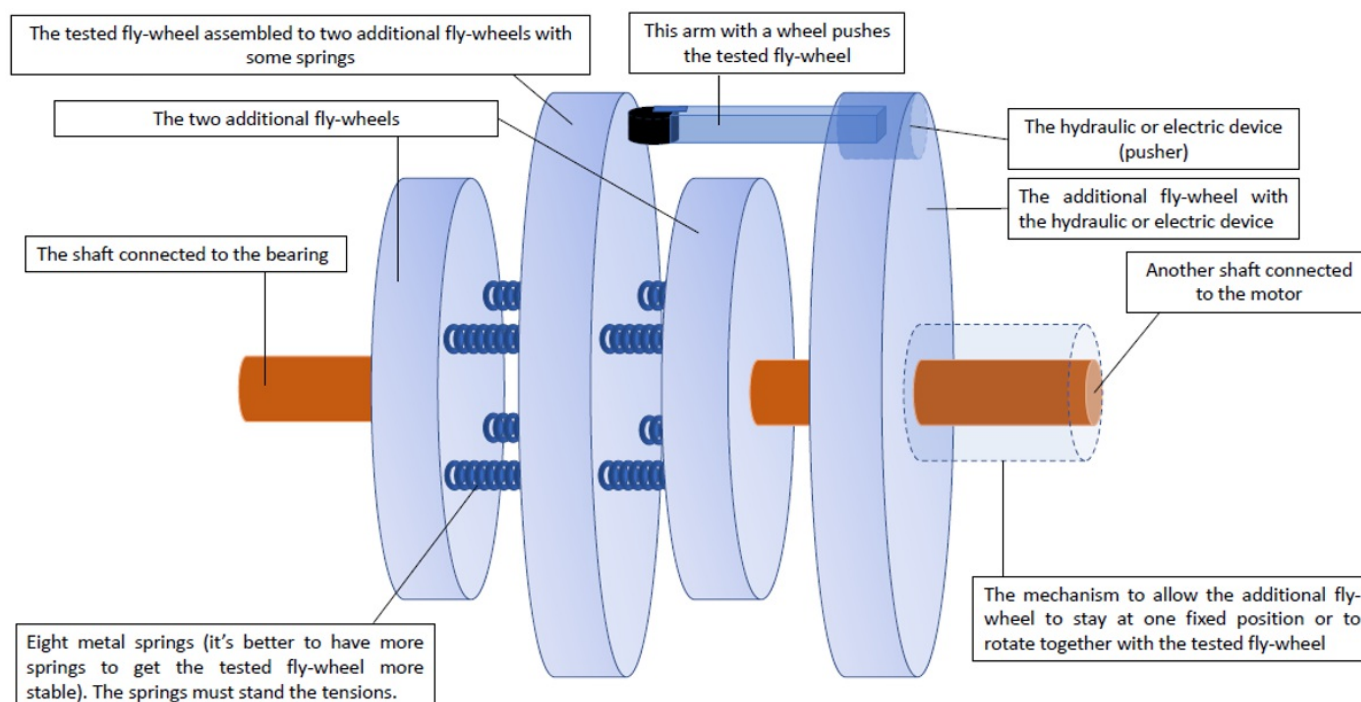 The tested fly-wheel assembled to two additional fly-wheels with
some springs
This arm with a wheel pushes
the tested fly-wheel
The two additional fly-wheels
The hydraulic or electric device
(pusher)
The additional fly-wheel with
the hydraulic or electric device
The shaft connected to the bearing
Another shaft connected
to the motor
Eight metal springs (it's better to have more
springs to get the tested fly-wheel more
stable). The springs must stand the tensions.
The mechanism to allow the additional fly-
wheel to stay at one fixed position or to
rotate together with the tested fly-wheel